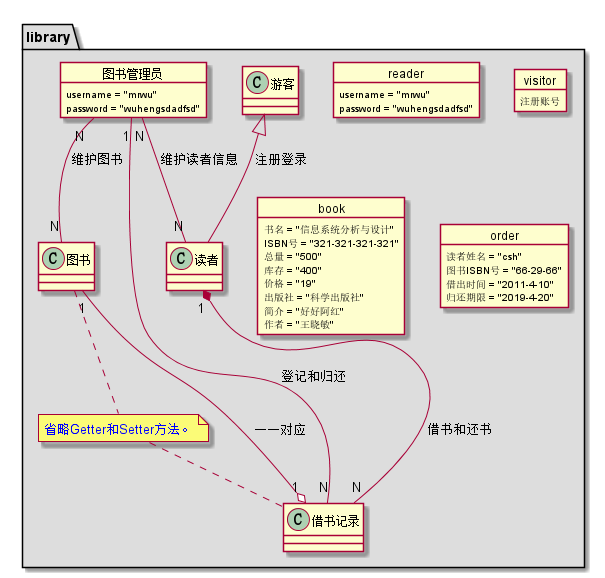 library
图书管理员
username = "mrwu"
password = "wuhengsdadfsd"
C 游客
reader
username = "mrwu"
password = "wuhengsdadfsd"
visitor
注册账号
N
1
N
维护图书
维护读者信息
注册登录
N
N
C 图书
C 读者
book
书名 = "信息系统分析与设计"
ISBN号 = "321-321-321-321"
总量 = "500"
库存 = "400"
价格 = "19"
出版社 = "科学出版社"
简介 = "好好阿红"
作者 = "王晓敏"
order
读者姓名 = "csh"
图书ISBN号 = "66-29-66"
借出时间 = "2011-4-10"
归还期限 = "2019-4-20"
1
1
登记和归还
省略Getter和Setter方法。
一一对应
借书和还书
1
N
N
C 借书记录